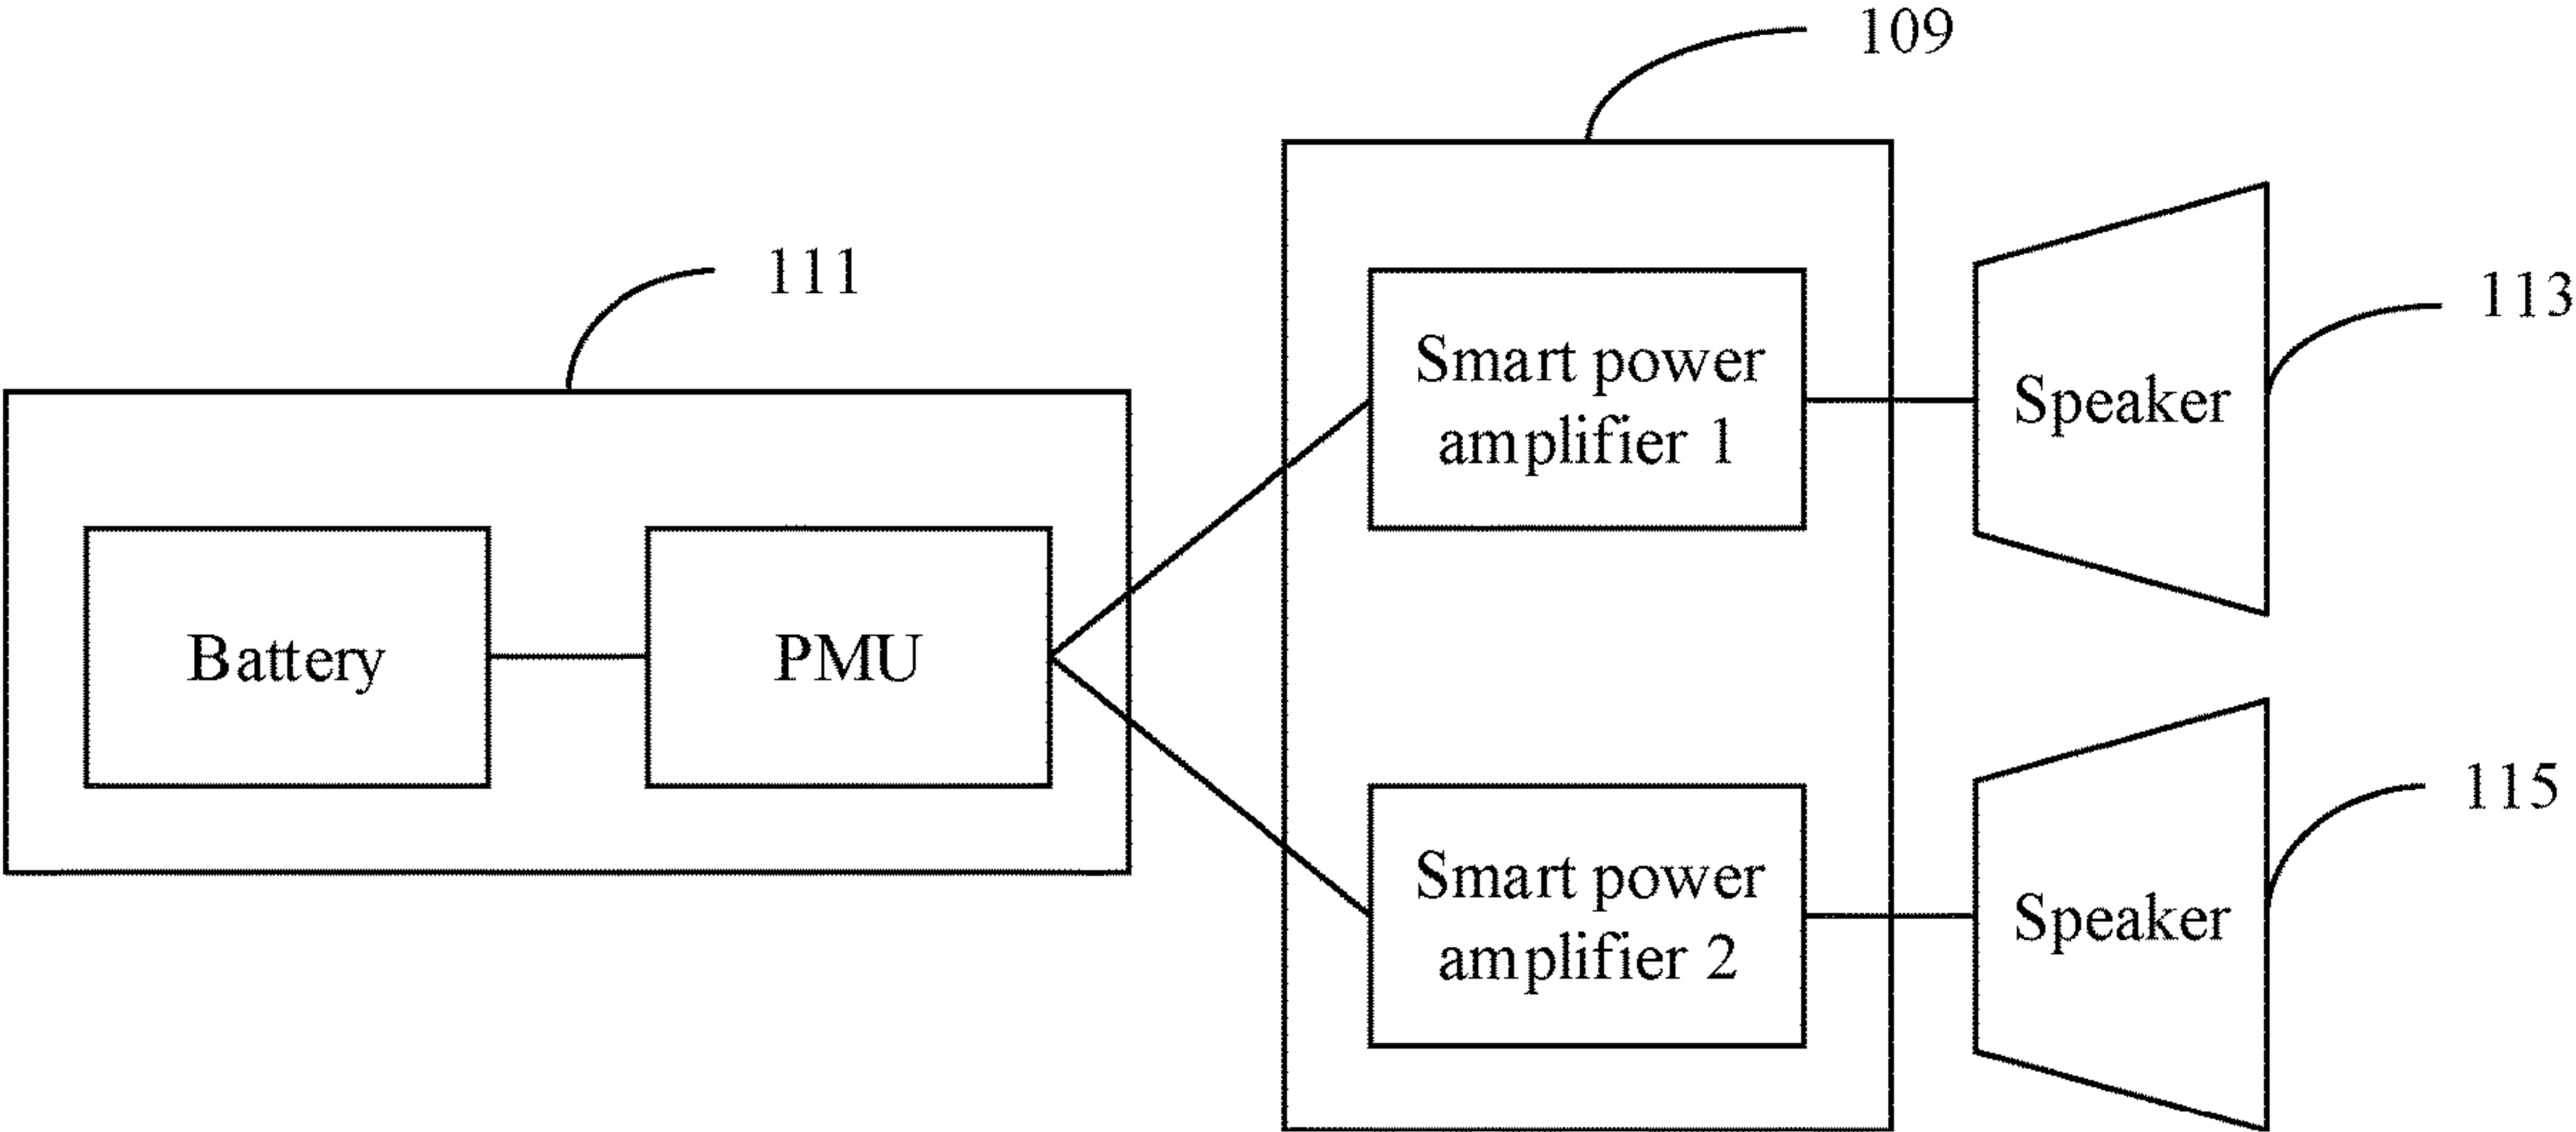 109
111
113
Smart power
amplifier 1
Speaker
Battery
PMU
115
Smart power
amplifier 2
Speaker